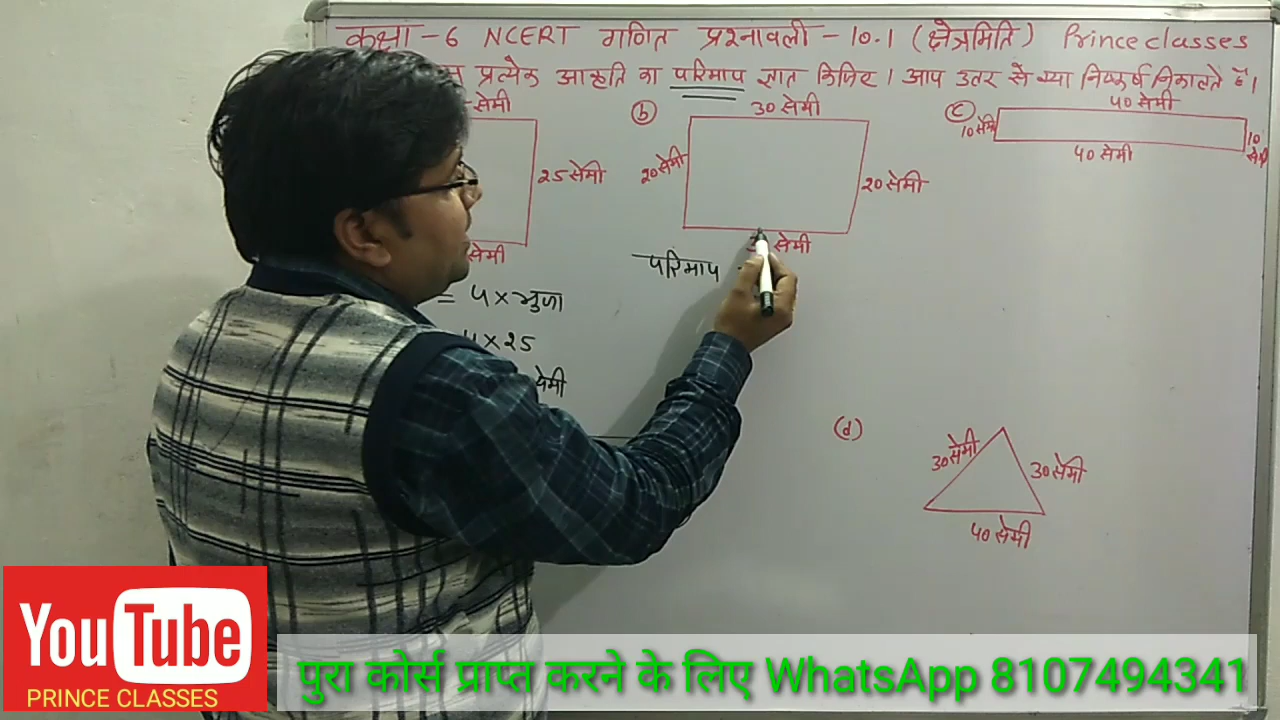 कक्षा - 6 NCERT गणित प्रश्नावली - 10.1 (क्षेत्रमिति) Prince classes
प्रत्येक आकृति का परिमाप ज्ञात किजिए। आप उतर से क्या निष्कर्ष निकालते हैं।
सेमी
25 सेमी
सेमी
(b)
30 सेमी
20 सेमी
20 सेमी
सेमी
(c)
40 सेमी
10 सेमी
10 सेमी
40 सेमी
परिमाप
= 4 × भुजा
4 × 25
सेमी
(d)
30 सेमी
30 सेमी
40 सेमी
YouTube
PRINCE CLASSES
पुरा कोर्स प्राप्त करने के लिए WhatsApp 8107494341